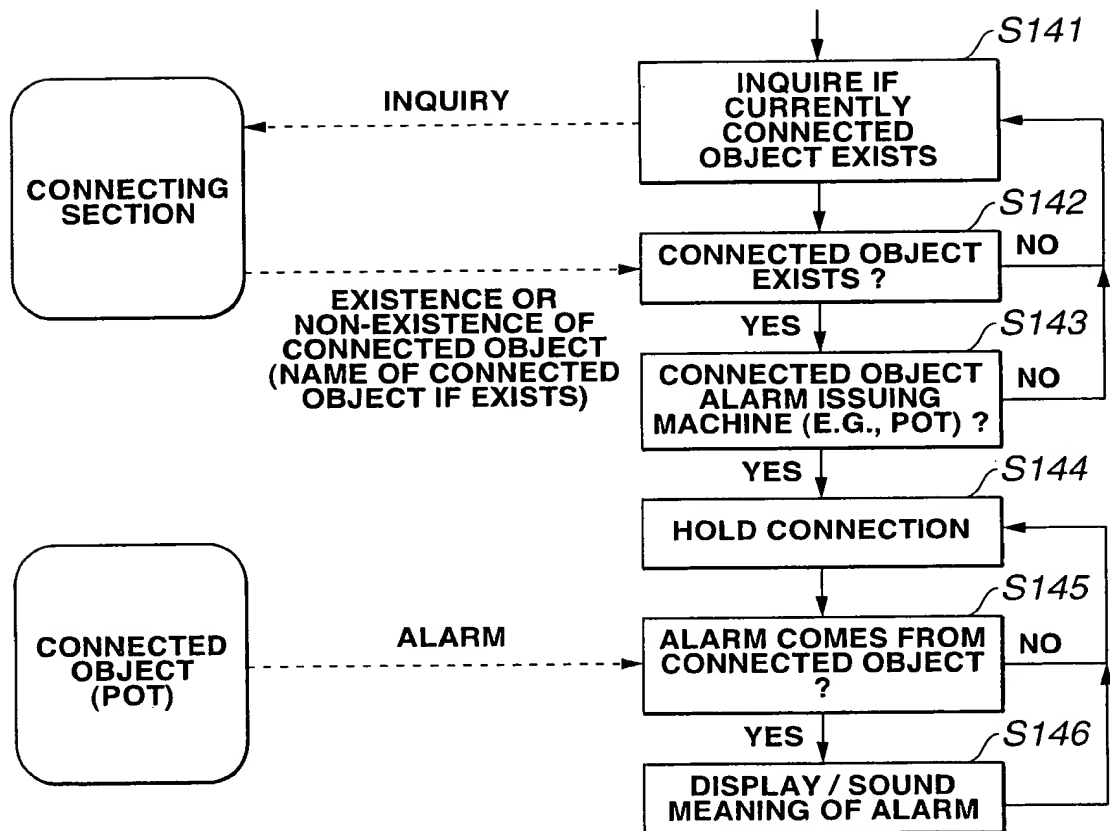 S141
INQUIRE IF
CURRENTLY
CONNECTED
OBJECT EXISTS
INQUIRY
CONNECTING
SECTION
S142
CONNECTED OBJECT
EXISTS ?
NO
EXISTENCE OR
NON-EXISTENCE OF
CONNECTED OBJECT
(NAME OF CONNECTED
OBJECT IF EXISTS)
YES
S143
CONNECTED OBJECT
ALARM ISSUING
MACHINE (E.G., POT) ?
NO
YES
S144
HOLD CONNECTION
S145
CONNECTED
OBJECT
(POT)
ALARM
ALARM COMES FROM
CONNECTED OBJECT
?
NO
YES
S146
DISPLAY / SOUND
MEANING OF ALARM